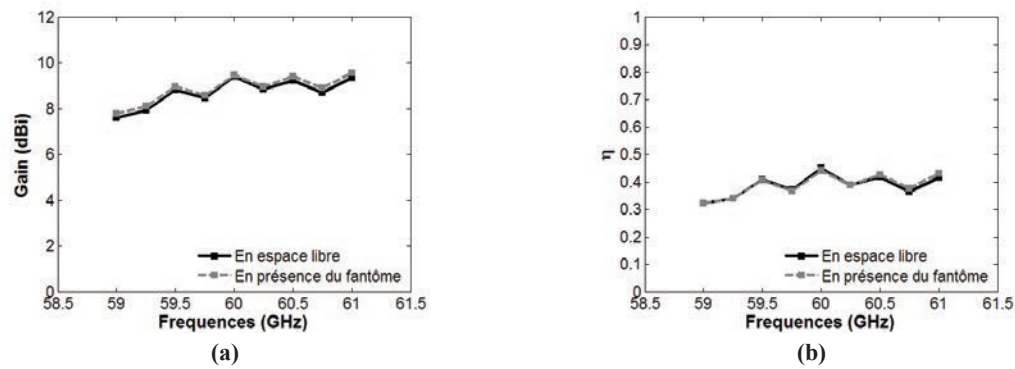 12
10
8
6
4
2
0
Gain (dBi)
En espace libre
En présence du fantôme
58.5 59 59.5 60 60.5 61 61.5
Frequences (GHz)
(a)
1
0.9
0.8
0.7
0.6
0.5
0.4
0.3
0.2
0.1
0
η
En espace libre
En présence du fantôme
58.5 59 59.5 60 60.5 61 61.5
Frequences (GHz)
(b)